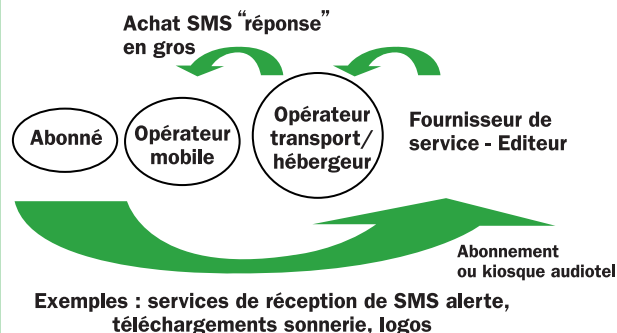 Achat SMS “réponse”
en gros
Abonné
Opérateur
mobile
Opérateur
transport/
hébergeur
Fournisseur de
service - Editeur
Abonnement
ou kiosque audiotel
Exemples : services de réception de SMS alerte,
téléchargements sonnerie, logos